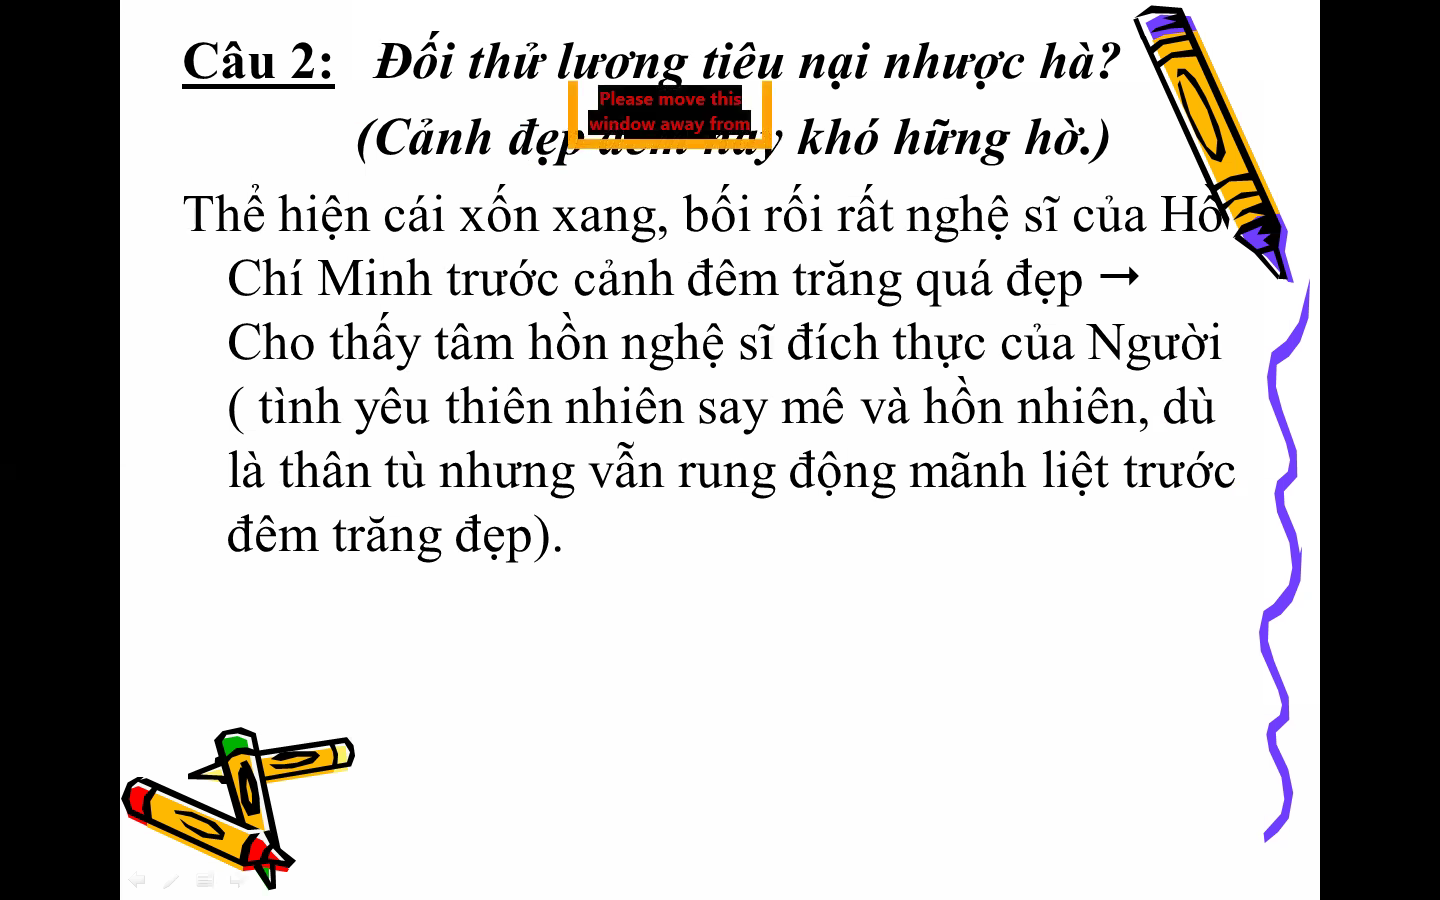 Câu 2: Đối thử lương tiêu nại nhược hà?
Please move this
window away from
(Cảnh đẹp khó hững hờ.)
Thể hiện cái xốn xang, bối rối rất nghệ sĩ của Hồ
Chí Minh trước cảnh đêm trăng quá đẹp →
Cho thấy tâm hồn nghệ sĩ đích thực của Người
( tình yêu thiên nhiên say mê và hồn nhiên, dù
là thân tù nhưng vẫn rung động mãnh liệt trước
đêm trăng đẹp).